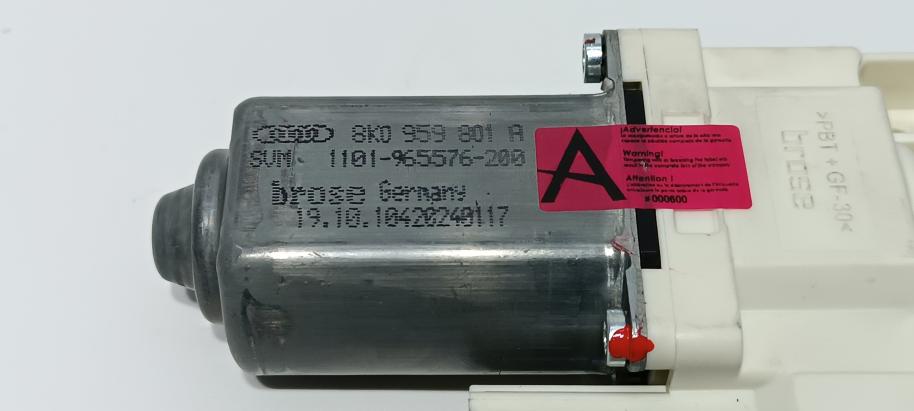 8K0 959 801 A
SVM 1101-965576-200
brose Germany
19.10.10420240117
A
¡Advertencia!
Warning!
Attention !
#000600
>PBT + GF-30<
brose